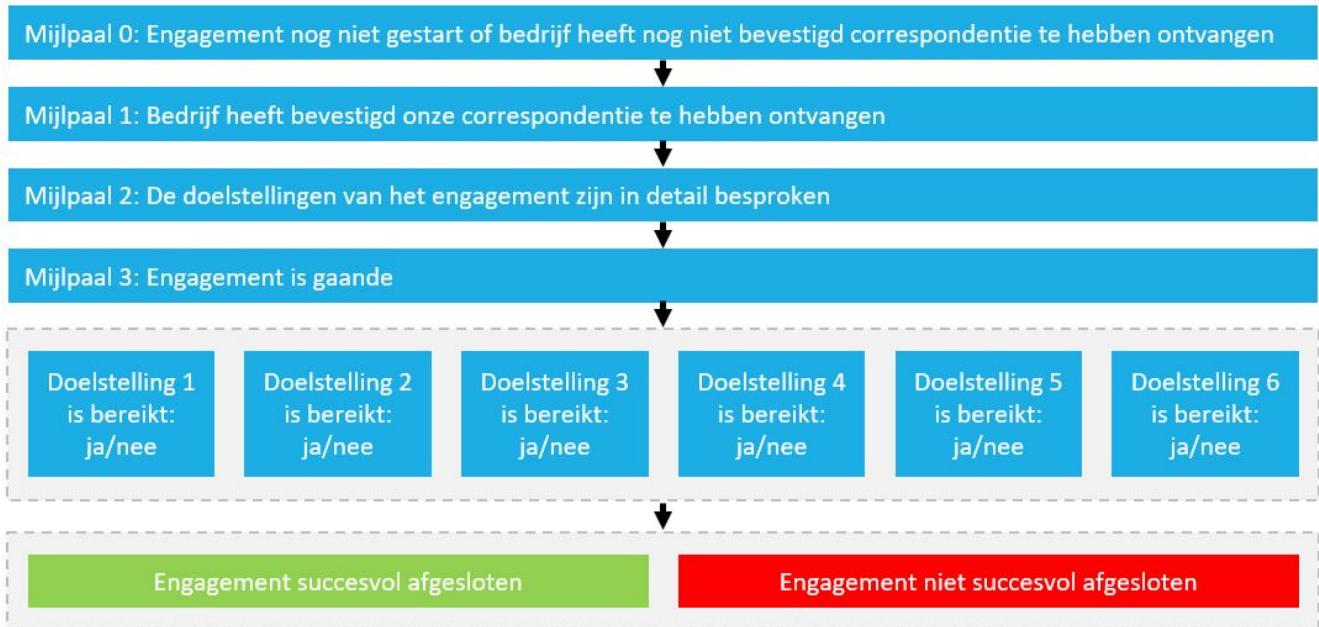 Mijlpaal 0: Engagement nog niet gestart of bedrijf heeft nog niet bevestigd correspondentie te hebben ontvangen
Mijlpaal 1: Bedrijf heeft bevestigd onze correspondentie te hebben ontvangen
Mijlpaal 2: De doelstellingen van het engagement zijn in detail besproken
Mijlpaal 3: Engagement is gaande
Doelstelling 1
is bereikt:
ja/nee
Doelstelling 2
is bereikt:
ja/nee
Doelstelling 3
is bereikt:
ja/nee
Doelstelling 4
is bereikt:
ja/nee
Doelstelling 5
is bereikt:
ja/nee
Doelstelling 6
is bereikt:
ja/nee
Engagement succesvol afgesloten
Engagement niet succesvol afgesloten